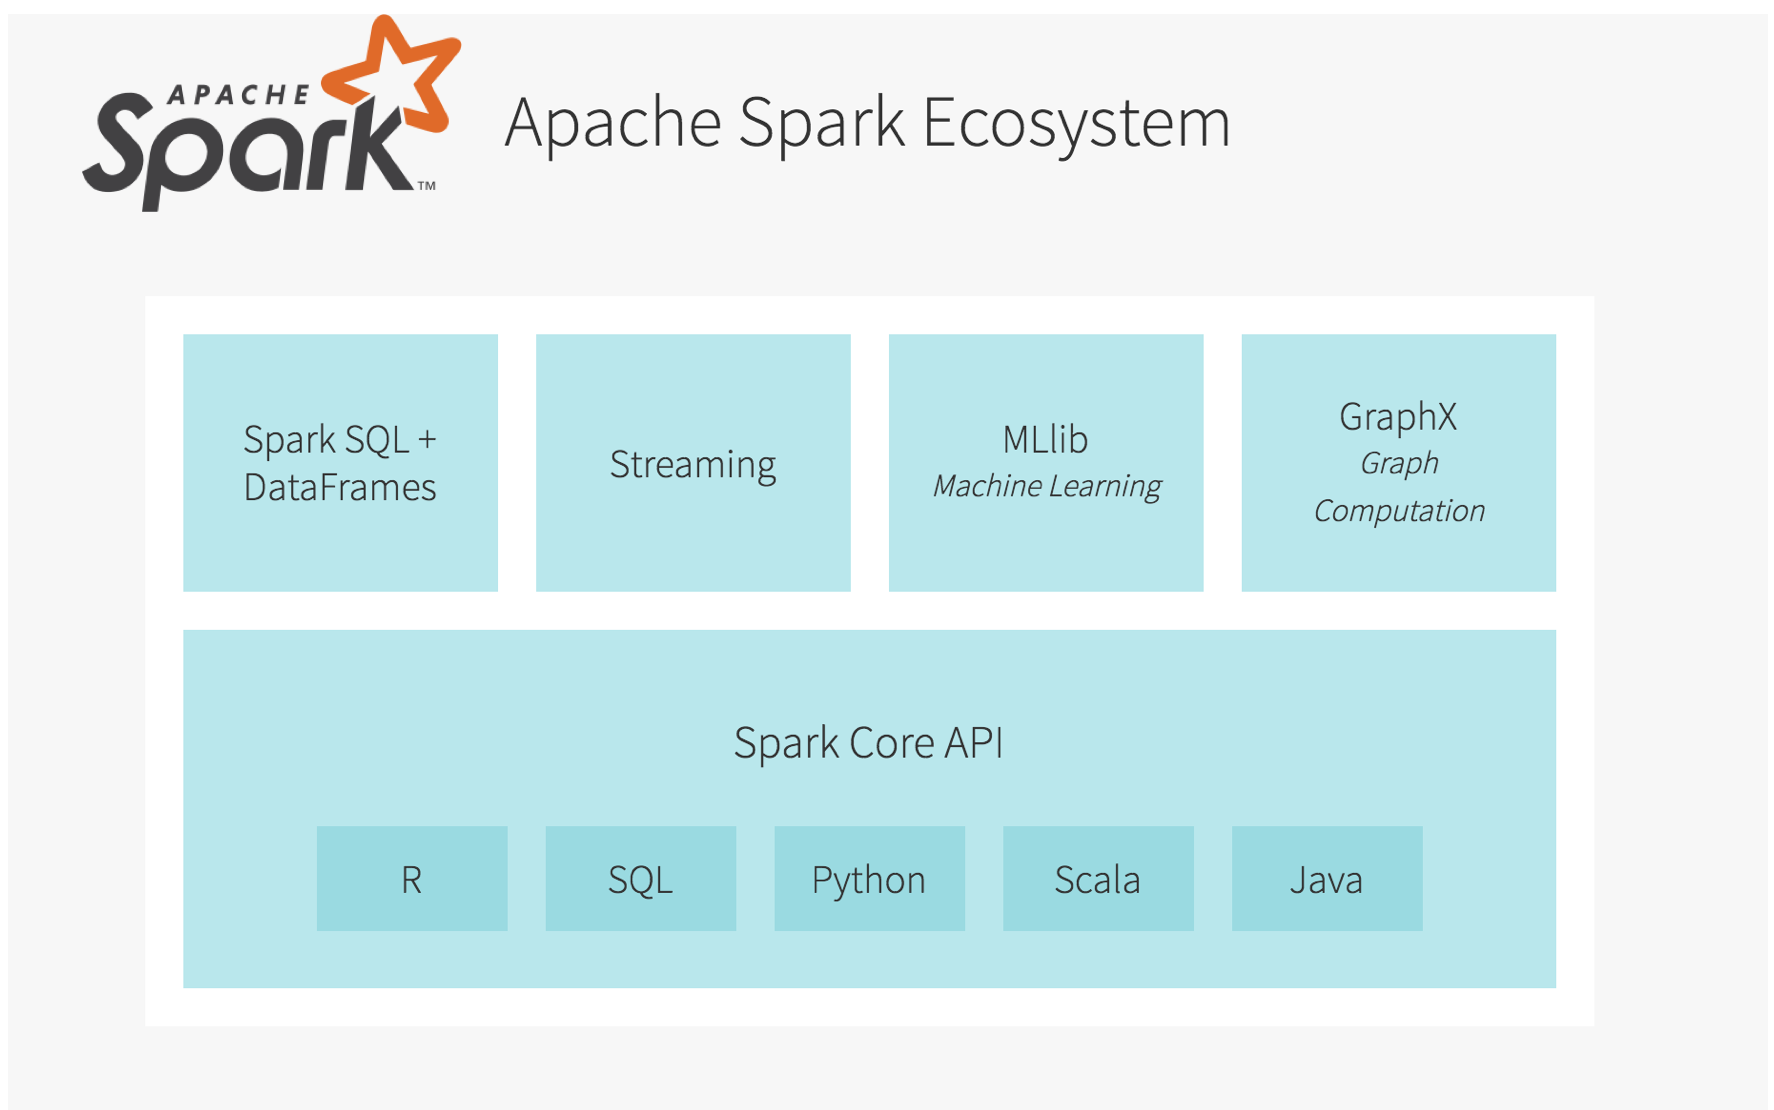 APACHE
Spark™
Apache Spark Ecosystem
Spark SQL +
DataFrames
Streaming
MLlib
Machine Learning
GraphX
Graph
Computation
Spark Core API
R
SQL
Python
Scala
Java